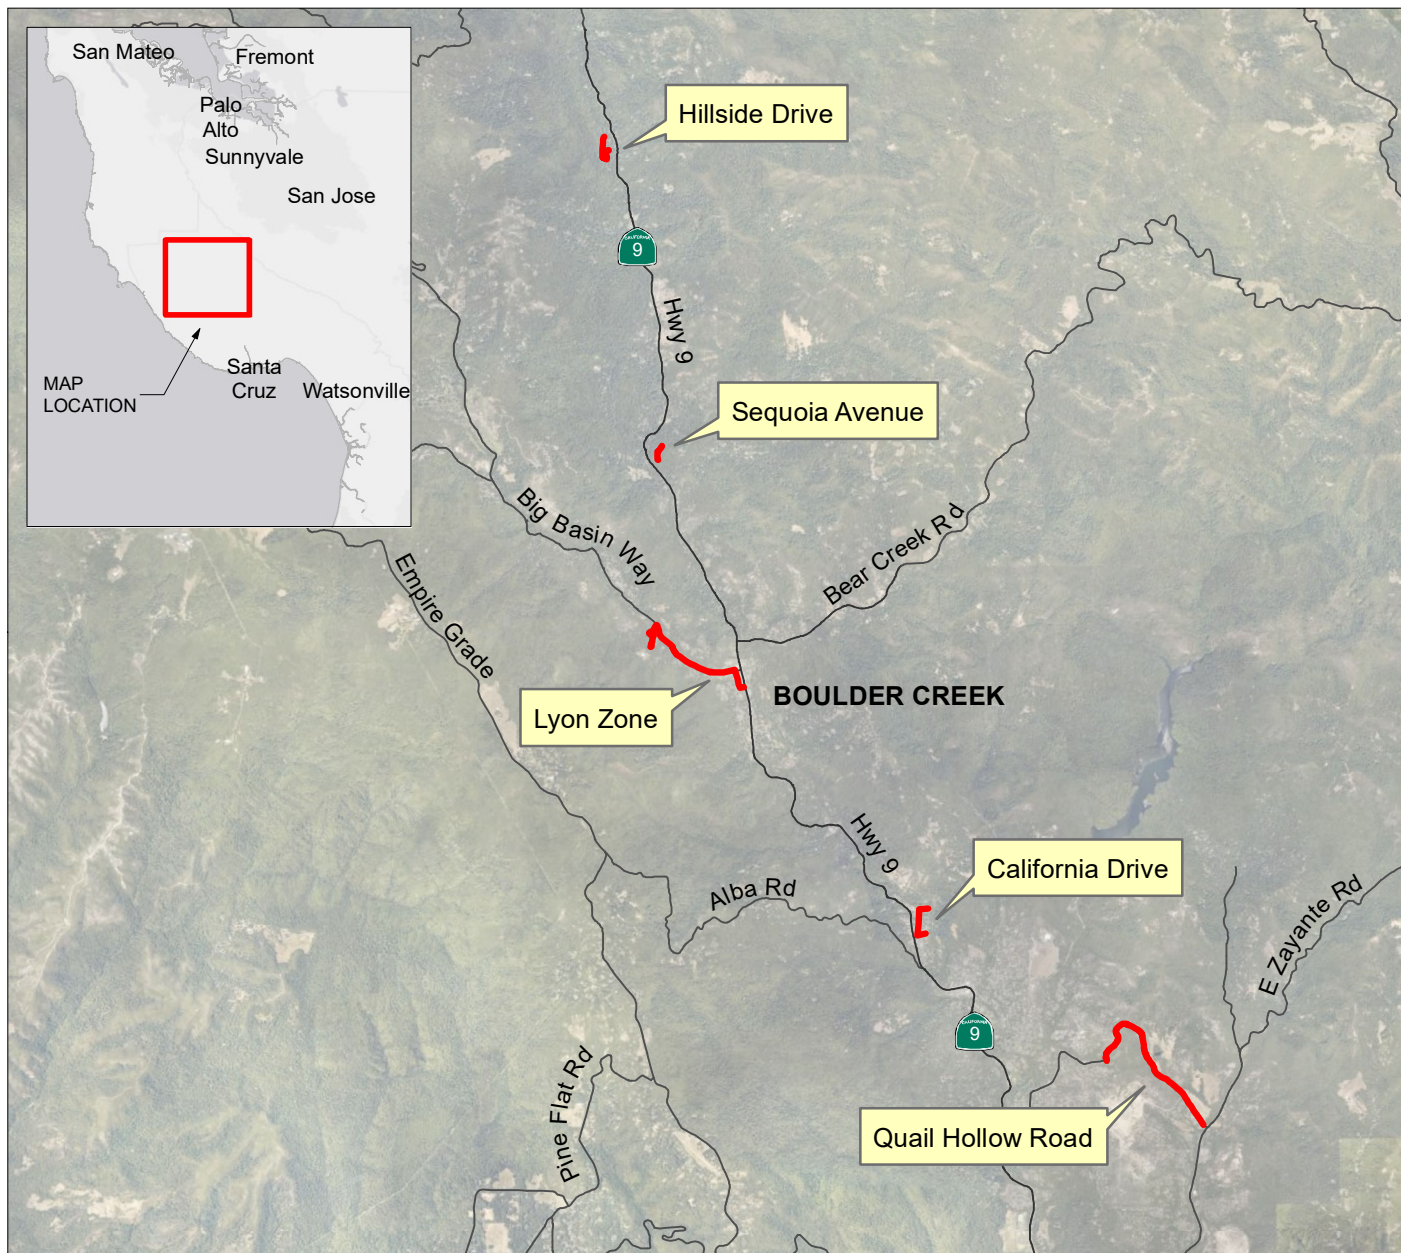 San Mateo
Fremont
Palo
Alto
Sunnyvale
San Jose
MAP
LOCATION
Santa
Cruz
Watsonville
Hillside Drive
CALIFORNIA
9
Hwy 9
Sequoia Avenue
Big Basin Way
Bear Creek Rd
Empire Grade
Lyon Zone
BOULDER CREEK
Hwy 9
California Drive
Alba Rd
E Zayante Rd
CALIFORNIA
9
Pine Flat Rd
Quail Hollow Road